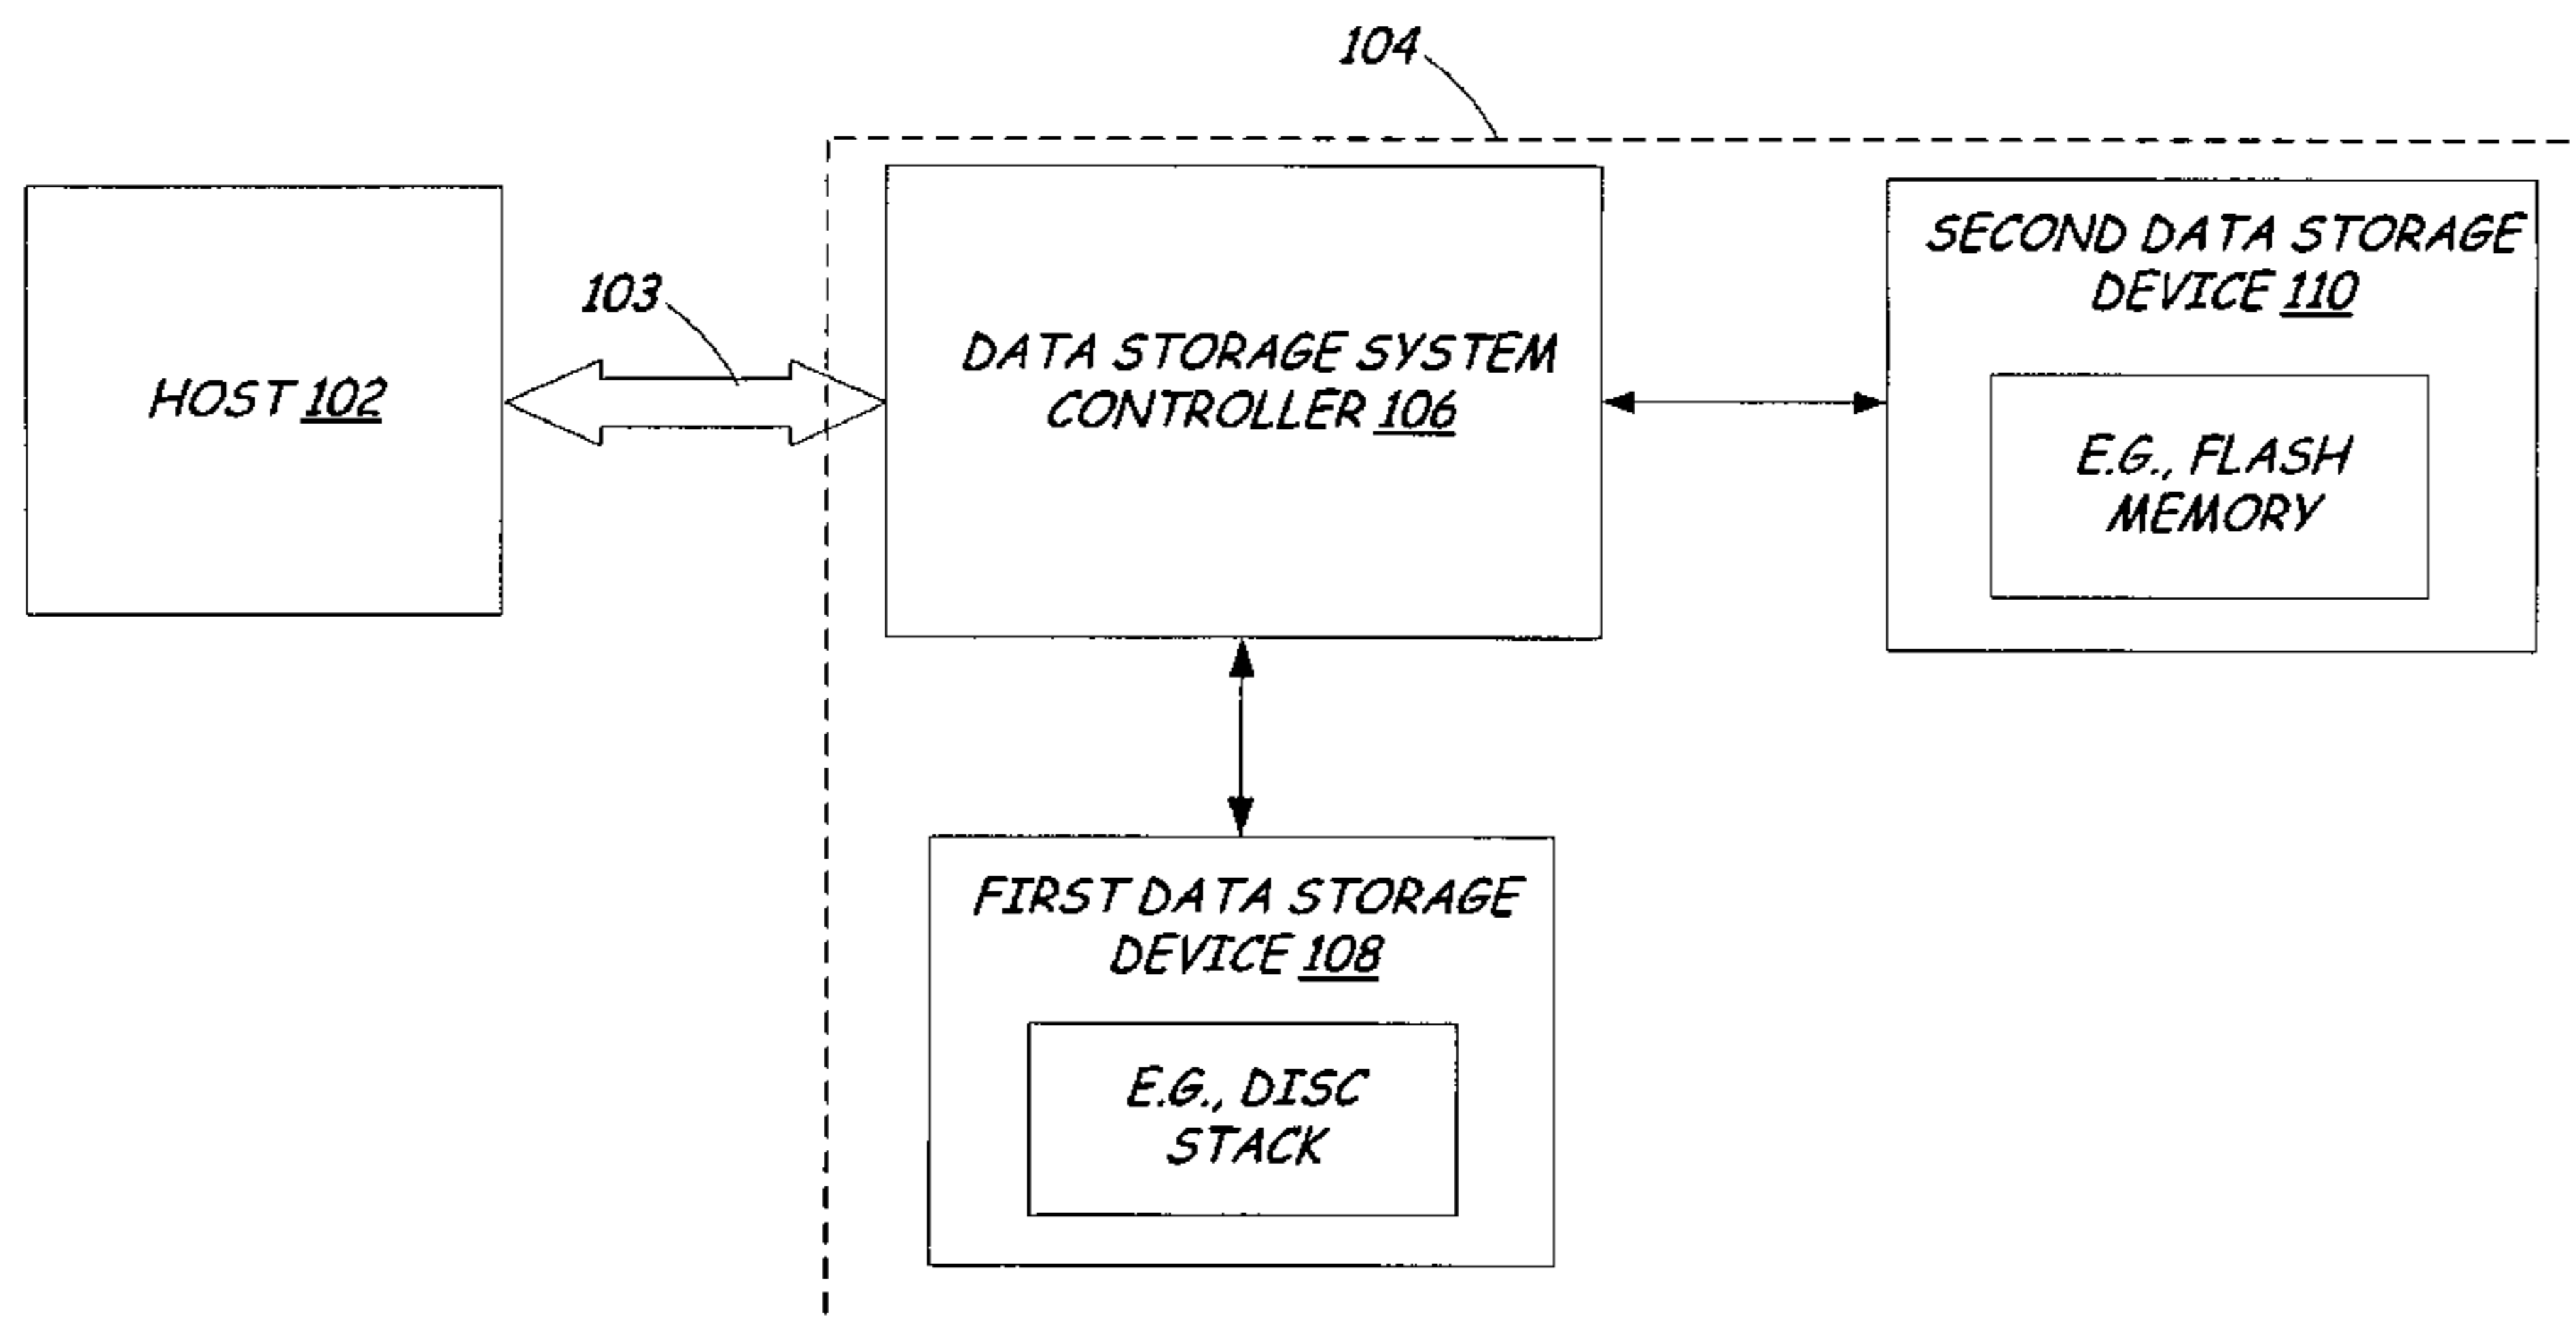 104
103
HOST 102
DATA STORAGE SYSTEM
CONTROLLER 106
SECOND DATA STORAGE
DEVICE 110
E.G., FLASH
MEMORY
FIRST DATA STORAGE
DEVICE 108
E.G., DISC
STACK